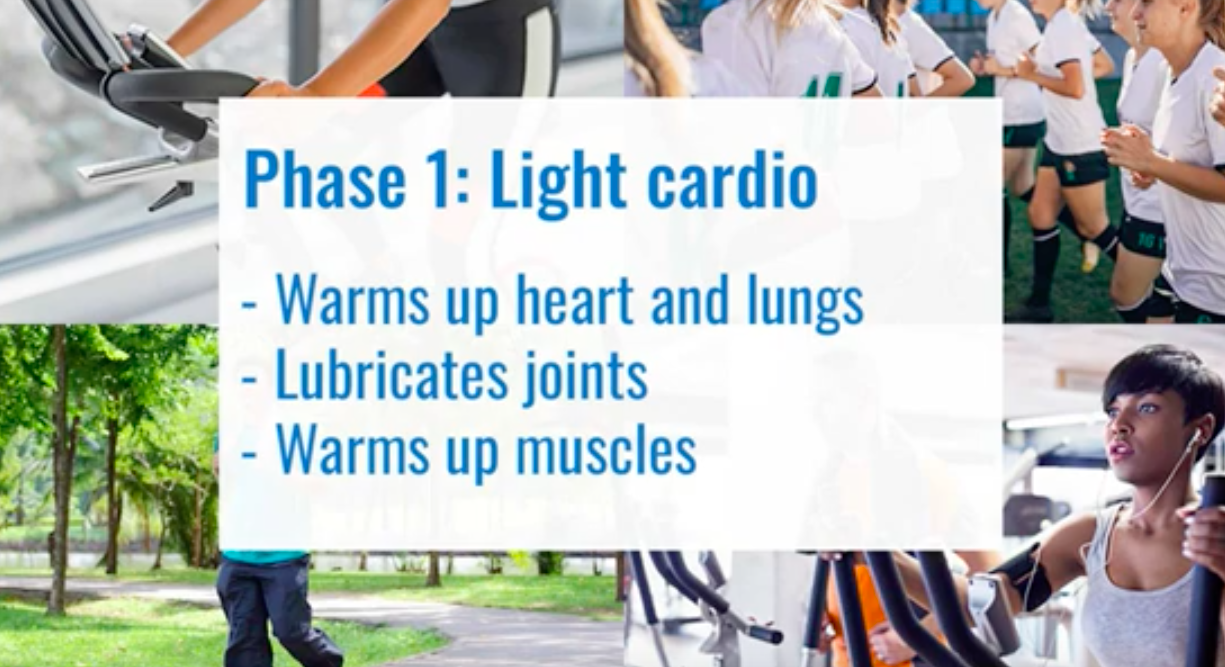 Phase 1: Light cardio
- Warms up heart and lungs
- Lubricates joints
- Warms up muscles